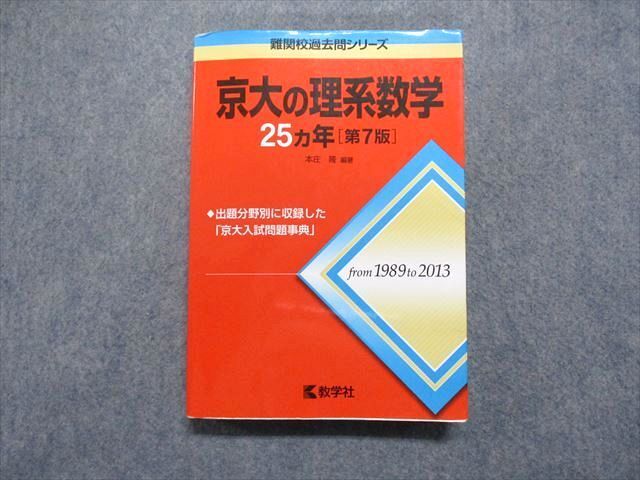 難関校過去問シリーズ
京大の理系数学
25ヵ年[第7版]
本庄 隆 編著
◆出題分野別に収録した
「京大入試問題事典」
from 1989 to 2013
教学社